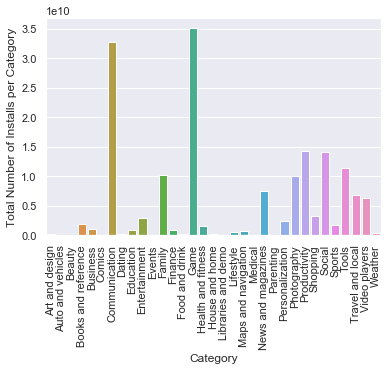 1e10
3.5
3.0
2.5
2.0
1.5
1.0
0.5
0.0
Total Number of Installs per Category
Art and design
Auto and vehicles
Beauty
Books and reference
Business
Comics
Communication
Dating
Education
Entertainment
Events
Family
Finance
Food and drink
Game
Health and fitness
House and home
Libraries and demo
Lifestyle
Maps and navigation
Medical
News and magazines
Parenting
Personalization
Photography
Productivity
Shopping
Social
Sports
Tools
Travel and local
Video players
Weather
Category